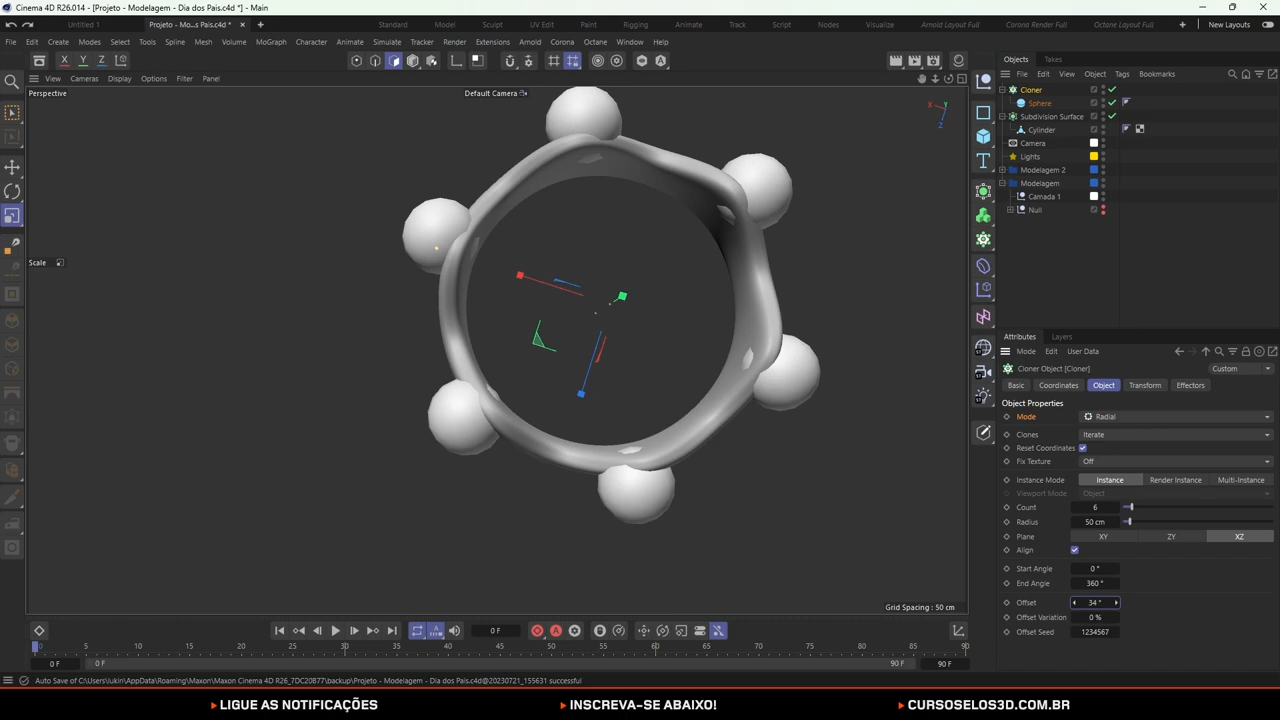 Cinema 4D R26.014 - [Projeto - Modelagem - Dia dos Pais.c4d *] - Main
Untitled 1
Projeto - Mo...s Pais.c4d *
Standard
Model
Sculpt
UV Edit
Paint
Rigging
Animate
Track
Script
Nodes
Visualize
Arnold Layout Full
Corona Render Full
Octane Layout Full
New Layouts
File Edit Create Modes Select Tools Spline Mesh Volume MoGraph Character Animate Simulate Tracker Render Extensions Arnold Corona Octane Window Help
X Y Z
Objects Takes
View Cameras Display Options Filter Panel
File Edit View Object Tags Bookmarks
Perspective
Default Camera
Cloner
Sphere
Subdivision Surface
Cylinder
Camera
Lights
Modelagem 2
Modelagem
Camada 1
Null
X Y Z
Scale
Attributes Layers
Mode Edit User Data
Cloner Object [Cloner]
Custom
Basic Coordinates Object Transform Effectors
Object Properties
Mode Radial
Clones Iterate
Reset Coordinates
Fix Texture Off
Instance Mode Instance Render Instance Multi-Instance
Viewport Mode Object
Count 6
Radius 50 cm
Plane XY ZY XZ
Align
Start Angle 0 °
End Angle 360 °
Offset 34 °
Offset Variation 0 %
Offset Seed 1234567
Grid Spacing : 50 cm
0 F
0 5 10 15 20 25 30 35 40 45 50 55 60 65 70 75 80 85 90
0 F 0 F 90 F 90 F
Auto Save of C:\Users\lukin\AppData\Roaming\Maxon\Maxon Cinema 4D R26_7DC20B77\backup\Projeto - Modelagem - Dia dos Pais.c4d@20230721_155631 successful
LIGUE AS NOTIFICAÇÕES
INSCREVA-SE ABAIXO!
CURSOSELOS3D.COM.BR